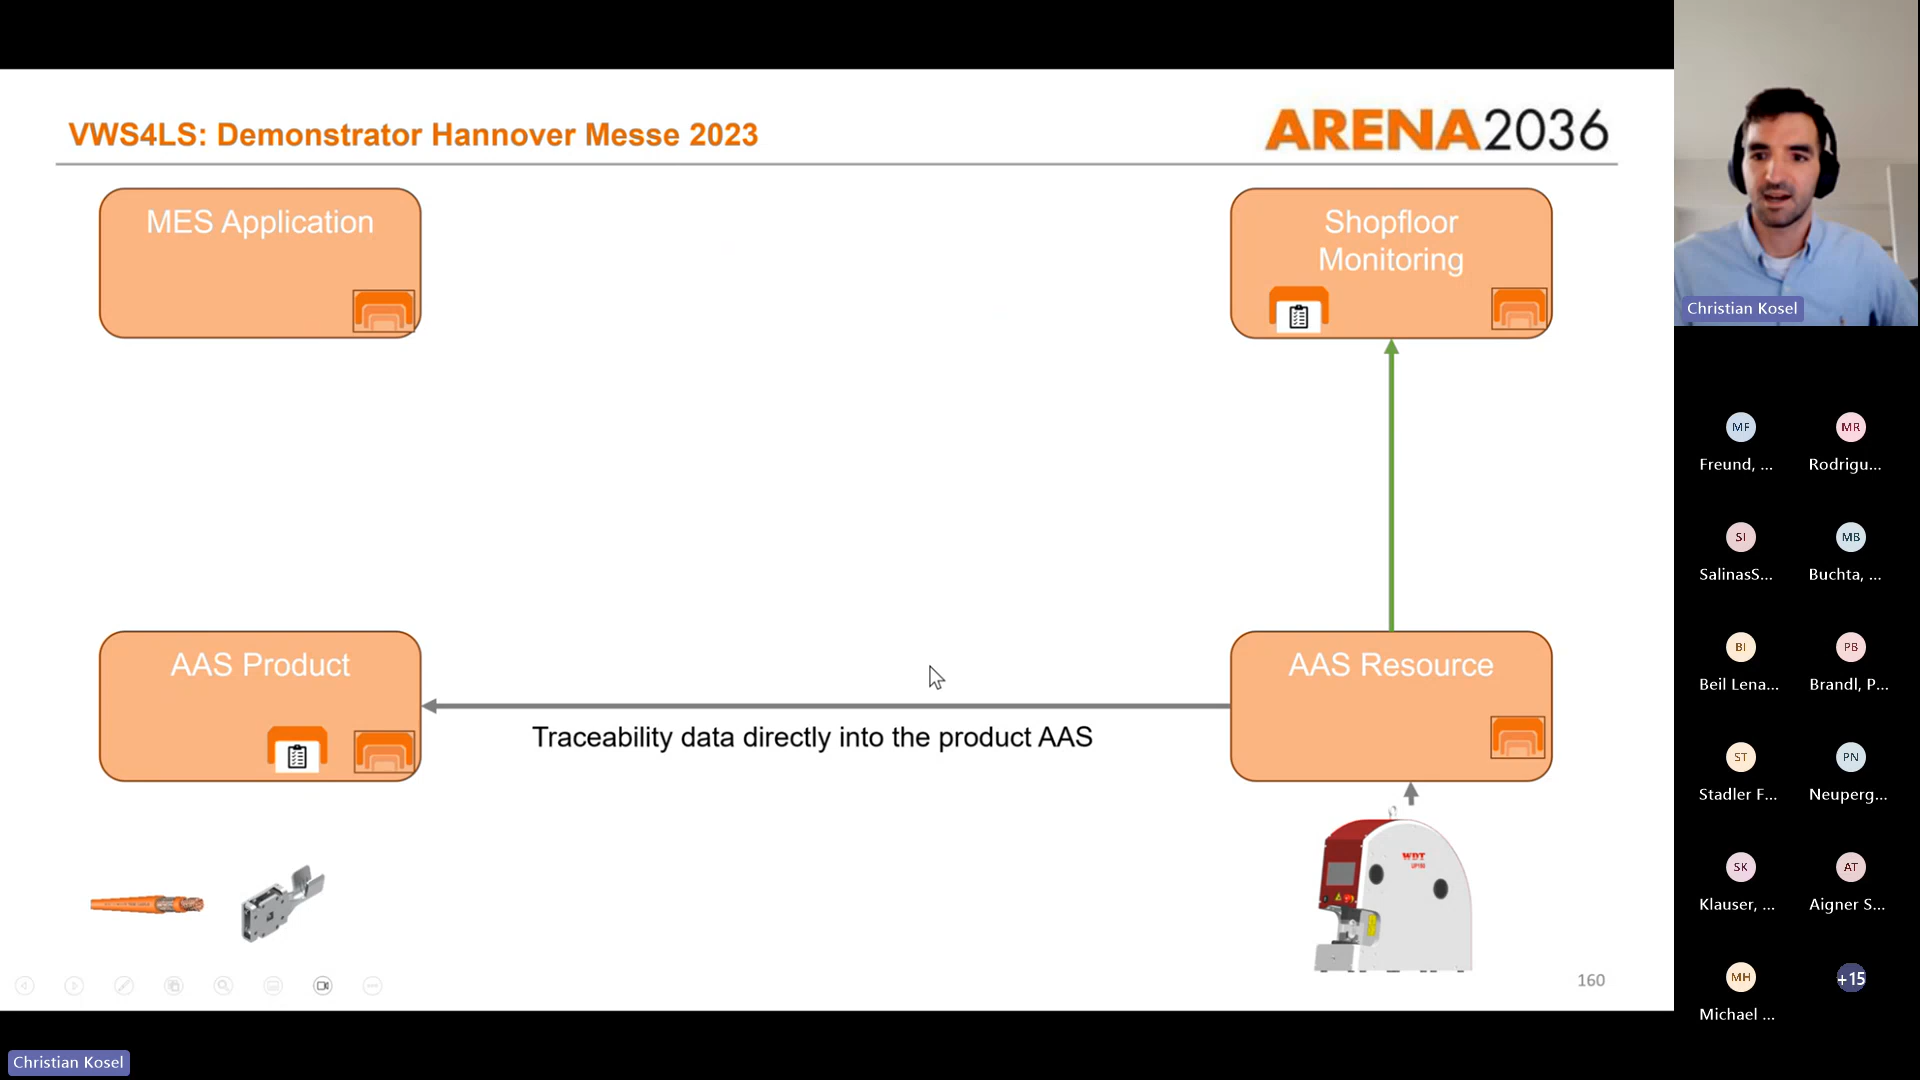 VWS4LS: Demonstrator Hannover Messe 2023
ARENA2036
MES Application
Shopfloor
Monitoring
AAS Product
Traceability data directly into the product AAS
AAS Resource
WDT
160
Christian Kosel
Christian Kosel
MF
Freund, ...
MR
Rodrigu...
SI
SalinasS...
MB
Buchta, ...
BI
Beil Lena...
PB
Brandl, P...
ST
Stadler F...
PN
Neuperg...
SK
Klauser, ...
AT
Aigner S...
MH
Michael ...
+15